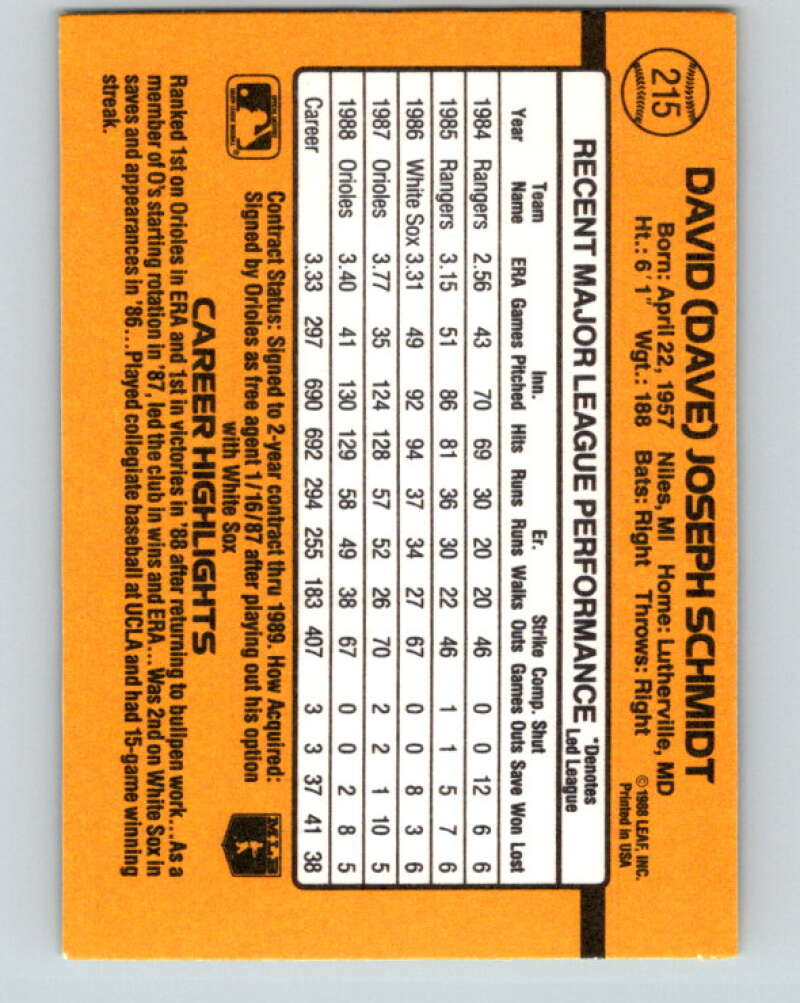 215
DAVID (DAVE) JOSEPH SCHMIDT
Born: April 22, 1957 Niles, MI Home: Lutherville, MD
Ht.: 6'1" Wgt.: 188 Bats: Right Throws: Right
© 1988 LEAF, INC.
Printed in USA
RECENT MAJOR LEAGUE PERFORMANCE
*Denotes
Led League
Team Inn. Er. Strike Comp. Shut
Year Name ERA Games Pitched Hits Runs Runs Walks Outs Games Outs Save Won Lost
1984 Rangers 2.56 43 70 69 30 20 20 46 0 0 12 6 6
1985 Rangers 3.15 51 86 81 36 30 22 46 1 1 5 7 6
1986 White Sox 3.31 49 92 94 37 34 27 67 0 0 8 3 6
1987 Orioles 3.77 35 124 128 57 52 26 70 2 2 1 10 5
1988 Orioles 3.40 41 130 129 58 49 38 67 0 0 2 8 5
Career 3.33 297 690 692 294 255 183 407 3 3 37 41 38
Contract Status: Signed to 2-year contract thru 1989. How Acquired:
Signed by Orioles as free agent 1/16/87 after playing out his option
with White Sox
MLB
CAREER HIGHLIGHTS
Ranked 1st on Orioles in ERA and 1st in victories in '88 after returning to bullpen work...As a
member of O's starting rotation in '87, led the club in wins and ERA...Was 2nd on White Sox in
saves and appearances in '86...Played collegiate baseball at UCLA and had 15-game winning
streak.